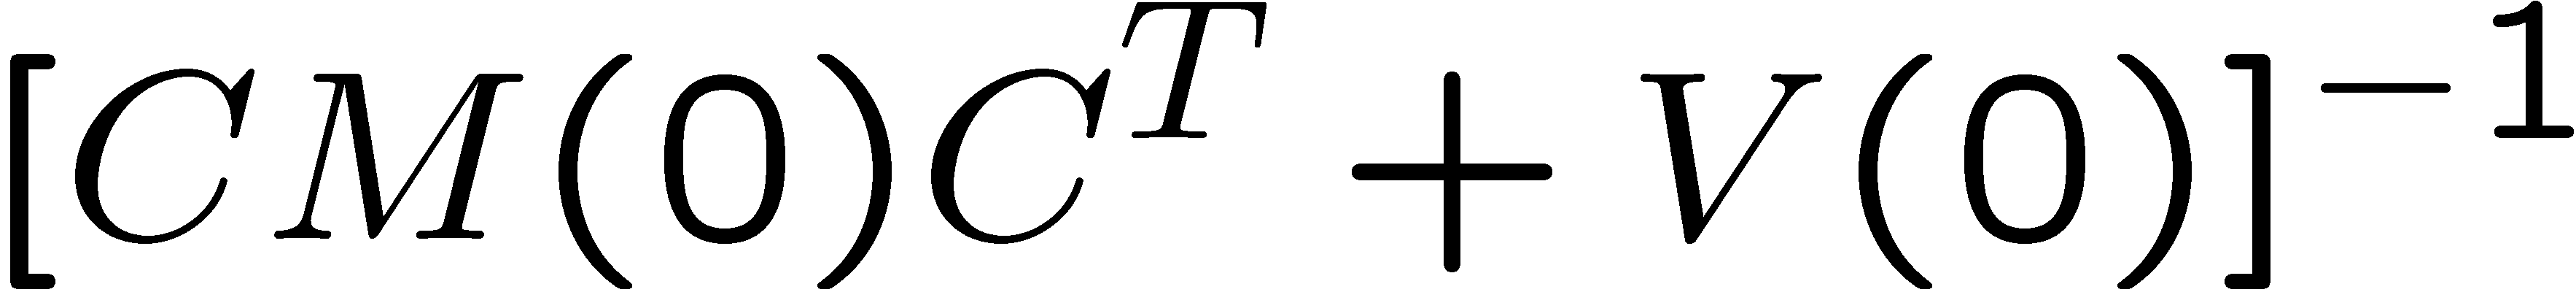 [CM(0)C^T + V(0)]^{-1}